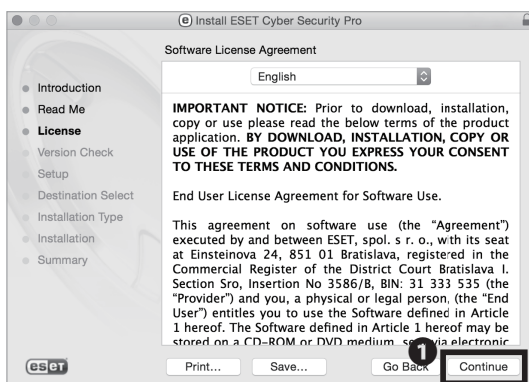 Install ESET Cyber Security Pro
Software License Agreement
English
Introduction
Read Me
License
Version Check
Setup
Destination Select
Installation Type
Installation
Summary
IMPORTANT NOTICE: Prior to download, installation,
copy or use please read the below terms of the product
application. BY DOWNLOAD, INSTALLATION, COPY OR
USE OF THE PRODUCT YOU EXPRESS YOUR CONSENT
TO THESE TERMS AND CONDITIONS.
End User License Agreement for Software Use.
This agreement on software use (the “Agreement”)
executed by and between ESET, spol. s r. o., with its seat
at Einsteinova 24, 851 01 Bratislava, registered in the
Commercial Register of the District Court Bratislava I.
Section Sro, Insertion No 3586/B, BIN: 31 333 535 (the
“Provider”) and you, a physical or legal person, (the “End
User”) entitles you to use the Software defined in Article
1 hereof. The Software defined in Article 1 hereof may be
stored on a CD-ROM or DVD medium, via electronic
1
eset
Print...
Save...
Go Back
Continue